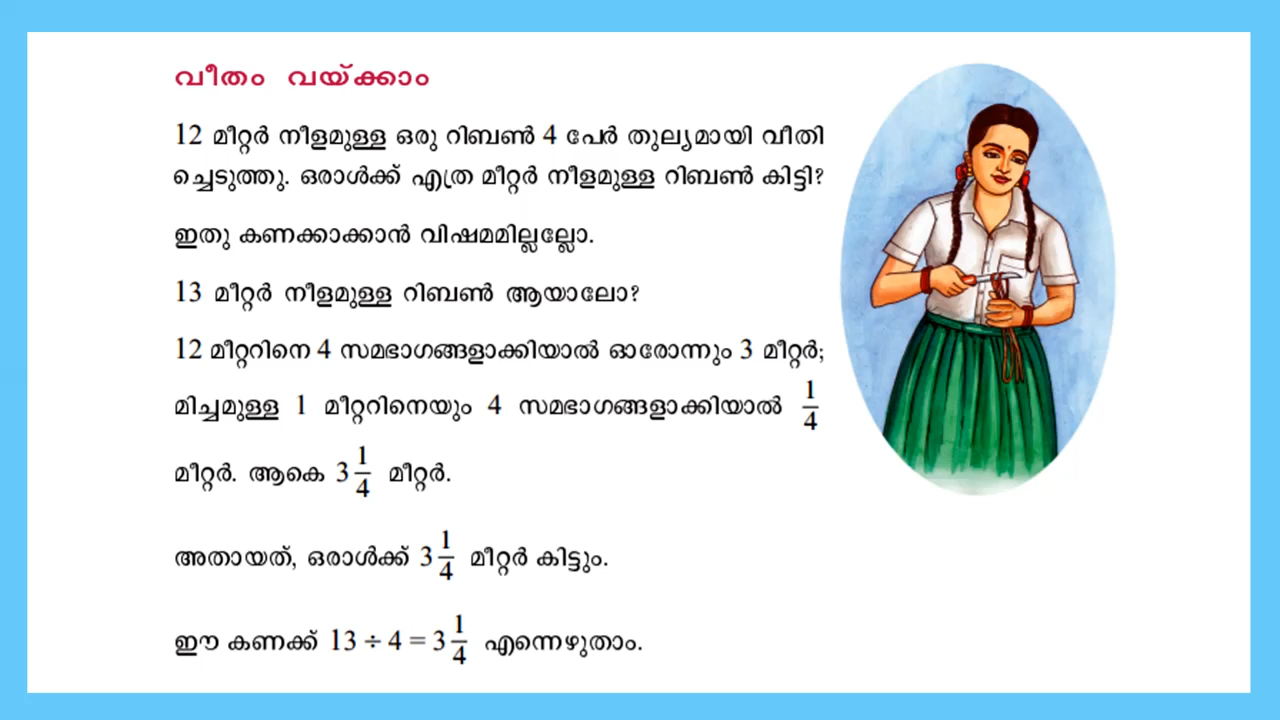 വീതം വയ്ക്കാം
12 മീറ്റർ നീളമുള്ള ഒരു റിബൺ 4 പേർ തുല്യമായി വീതി
ച്ചെടുത്തു. ഒരാൾക്ക് എത്ര മീറ്റർ നീളമുള്ള റിബൺ കിട്ടി?
ഇതു കണക്കാക്കാൻ വിഷമമില്ലല്ലോ.
13 മീറ്റർ നീളമുള്ള റിബൺ ആയാലോ?
12 മീറ്ററിനെ 4 സമഭാഗങ്ങളാക്കിയാൽ ഓരോന്നും 3 മീറ്റർ;
മിച്ചമുള്ള 1 മീറ്ററിനെയും 4 സമഭാഗങ്ങളാക്കിയാൽ 1/4
മീറ്റർ. ആകെ 3 1/4 മീറ്റർ.
അതായത്, ഒരാൾക്ക് 3 1/4 മീറ്റർ കിട്ടും.
ഈ കണക്ക് 13 ÷ 4 = 3 1/4 എന്നെഴുതാം.